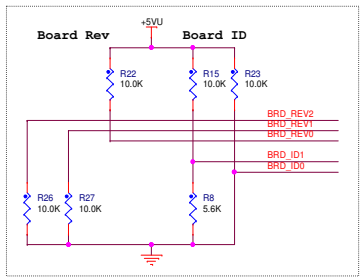 +5VU
Board Rev
Board ID
R22
10.0K
R15
10.0K
R23
10.0K
BRD_REV2
BRD_REV1
BRD_REV0
BRD_ID1
BRD_ID0
R26
10.0K
R27
10.0K
R8
5.6K